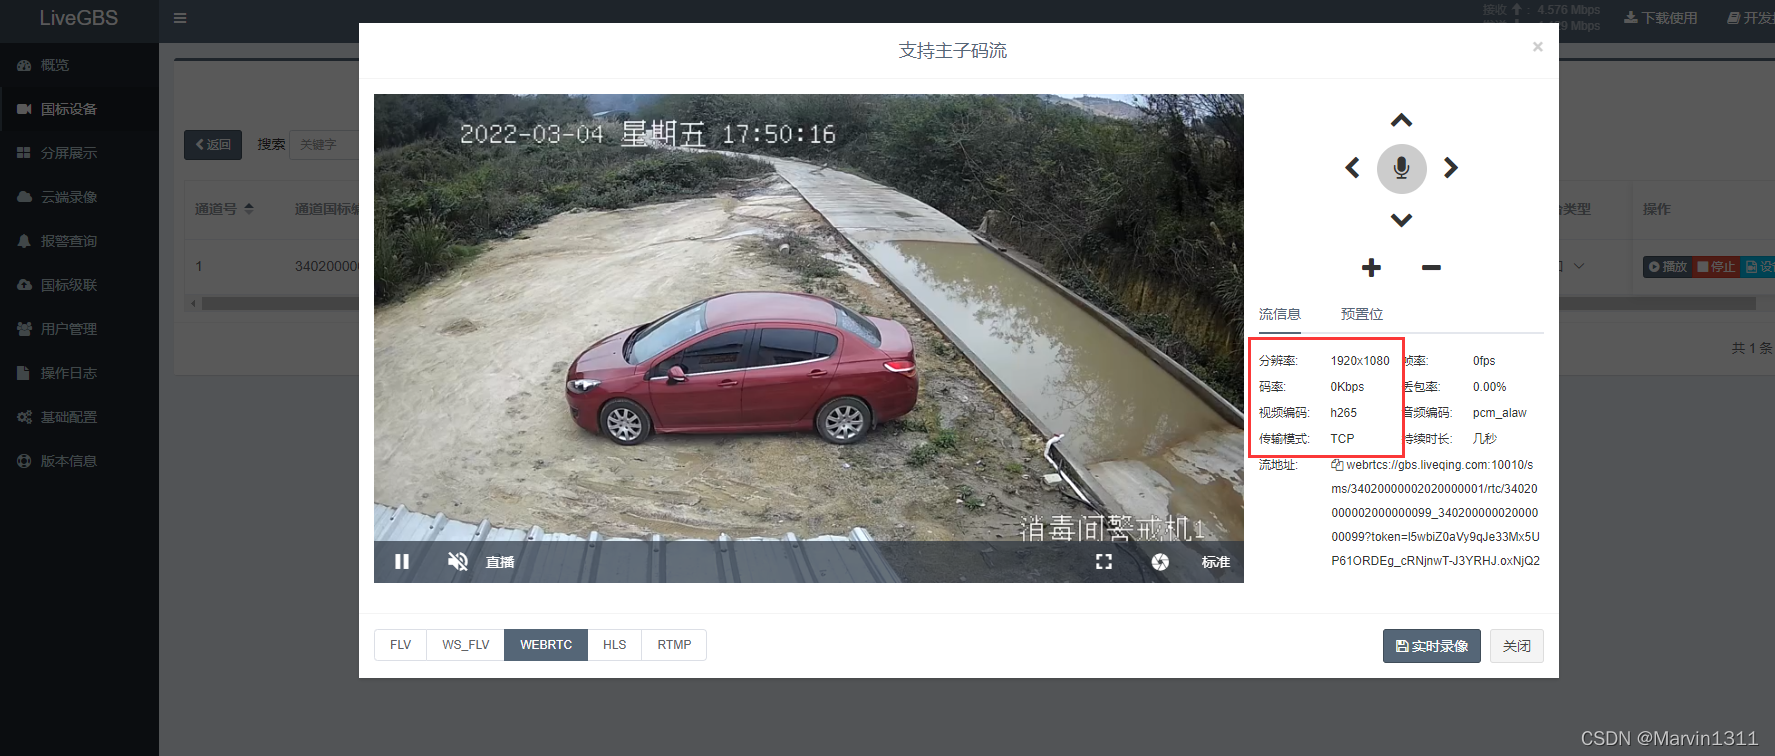 LiveGBS
接收 : 4.576 Mbps
Mbps
下载使用
开发
概览
国标设备
分屏展示
云端录像
报警查询
国标级联
用户管理
操作日志
基础配置
版本信息
返回
搜索
关键字
通道号
通道国标编
类型
操作
1
34020000
播放
停止
设
共 1 条
支持主子码流
×
2022-03-04 星期五 17:50:16
消毒间警戒机1
直播
标准
流信息
预置位
分辨率: 1920x1080 帧率: 0fps
码率: 0Kbps 丢包率: 0.00%
视频编码: h265 音频编码: pcm_alaw
传输模式: TCP 持续时长: 几秒
流地址: webrtcs://gbs.liveqing.com:10010/s
ms/34020000002020000001/rtc/34020
000002000000099_340200000020000
00099?token=I5wbiZ0aVy9qJe33Mx5U
P61ORDEg_cRNjnwT-J3YRHJ.oxNjQ2
FLV
WS_FLV
WEBRTC
HLS
RTMP
实时录像
关闭
CSDN @Marvin1311